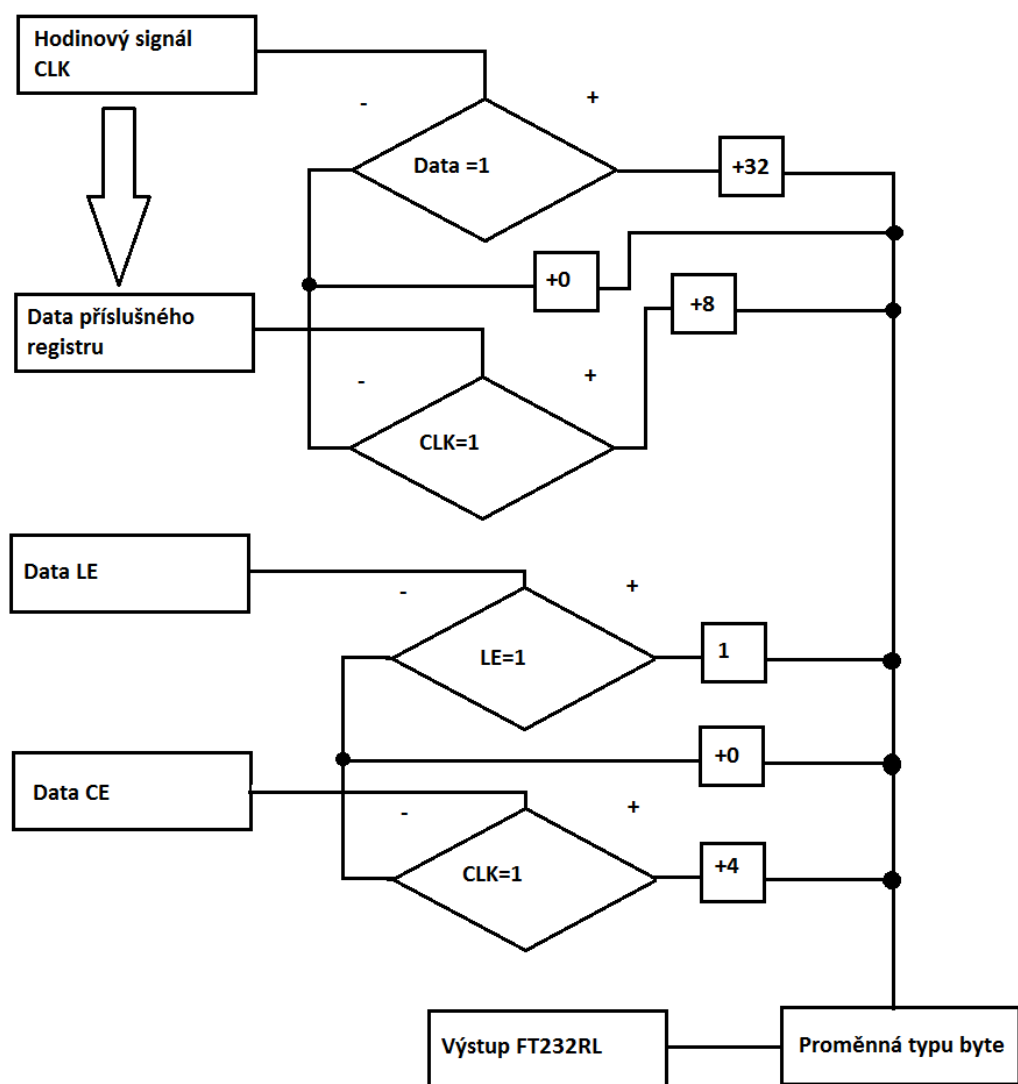 Hodinový signál
CLK
-
+
Data =1
+32
+0
+8
Data příslušného
registru
-
+
CLK=1
Data LE
-
+
LE=1
1
+0
Data CE
-
+
CLK=1
+4
Výstup FT232RL
Proměnná typu byte